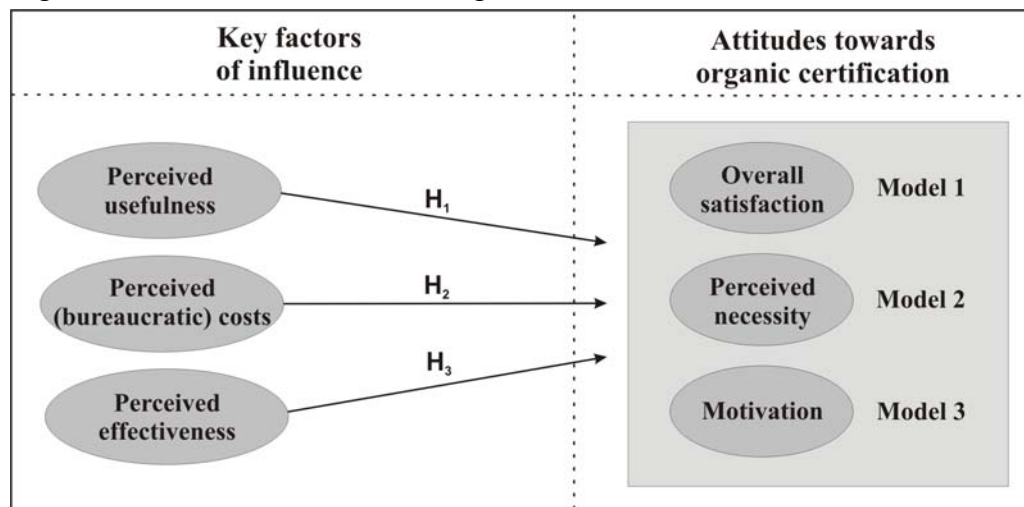 Key factors
of influence
Attitudes towards
organic certification
Perceived
usefulness
H₁
Overall
satisfaction
Model 1
Perceived
(bureaucratic) costs
H₂
Perceived
necessity
Model 2
Perceived
effectiveness
H₃
Motivation
Model 3